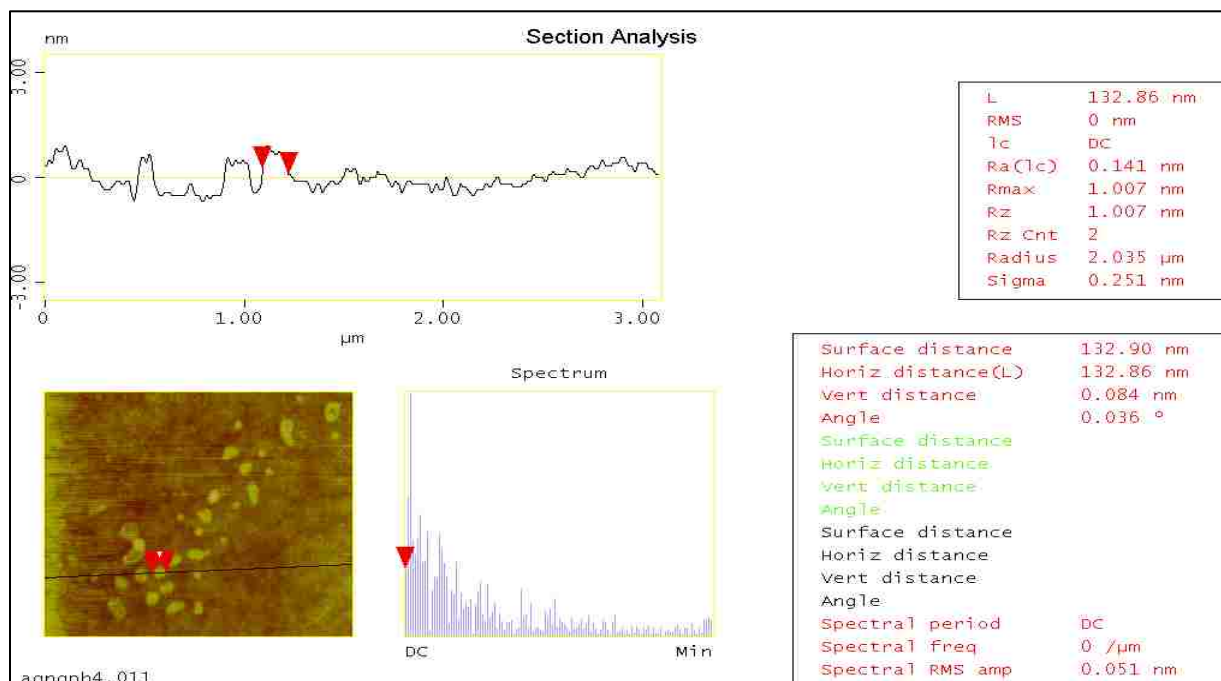 Section Analysis
nm
3.00
0
-3.00
0 1.00 2.00 3.00
µm
L 132.86 nm
RMS 0 nm
lc DC
Ra(lc) 0.141 nm
Rmax 1.007 nm
Rz 1.007 nm
Rz Cnt 2
Radius 2.035 µm
Sigma 0.251 nm
Surface distance 132.90 nm
Horiz distance(L) 132.86 nm
Vert distance 0.084 nm
Angle 0.036 °
Surface distance
Horiz distance
Vert distance
Angle
Surface distance
Horiz distance
Vert distance
Angle
Spectral period DC
Spectral freq 0 /µm
Spectral RMS amp 0.051 nm
Spectrum
DC Min